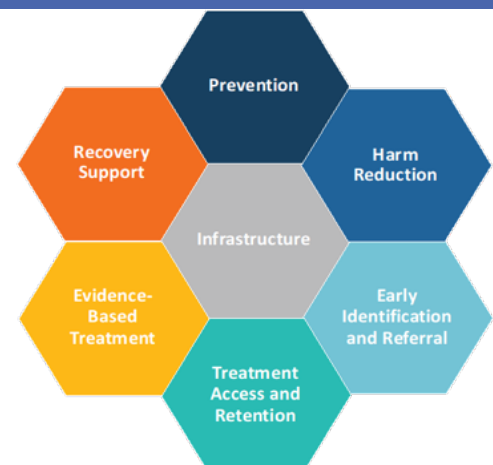 Prevention
Recovery
Support
Harm
Reduction
Infrastructure
Evidence-
Based
Treatment
Early
Identification
and Referral
Treatment
Access and
Retention